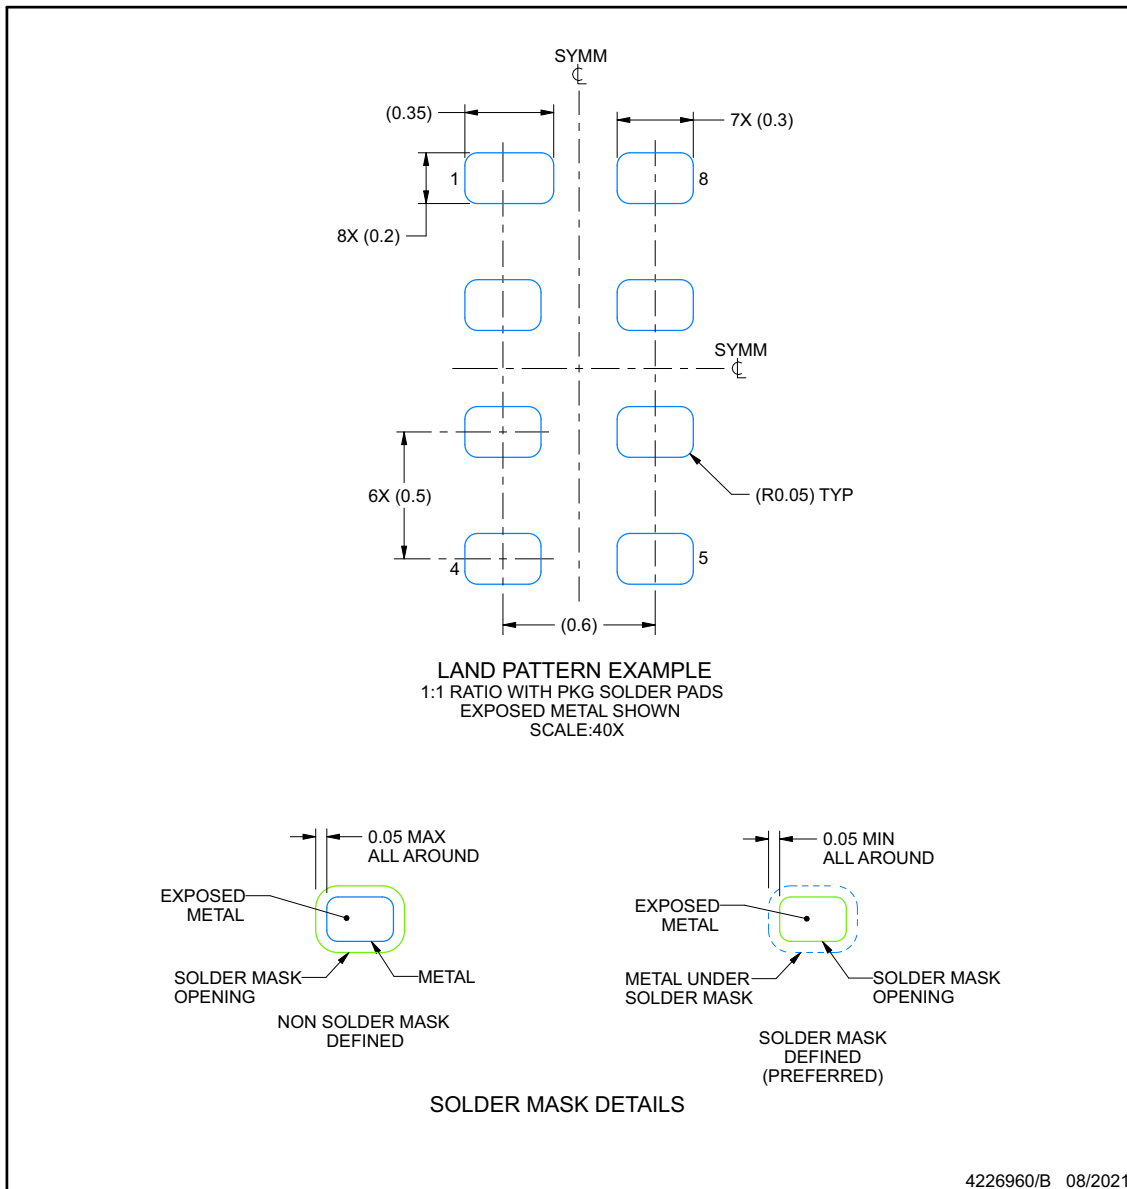 SYMM
(0.35)
7X (0.3)
1
8
8X (0.2)
SYMM
6X (0.5)
(R0.05) TYP
4
5
(0.6)
LAND PATTERN EXAMPLE
1:1 RATIO WITH PKG SOLDER PADS
EXPOSED METAL SHOWN
SCALE:40X
0.05 MAX
ALL AROUND
EXPOSED
METAL
SOLDER MASK
OPENING
METAL
NON SOLDER MASK
DEFINED
0.05 MIN
ALL AROUND
EXPOSED
METAL
METAL UNDER
SOLDER MASK
SOLDER MASK
OPENING
SOLDER MASK
DEFINED
(PREFERRED)
SOLDER MASK DETAILS
4226960/B 08/2021